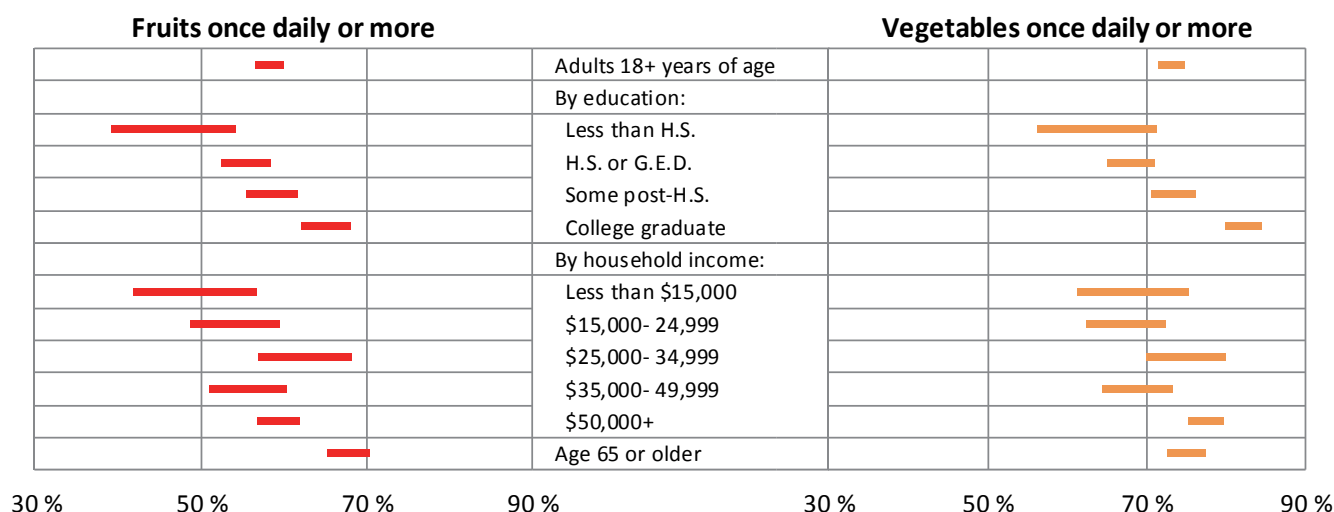 Fruits once daily or more
Vegetables once daily or more
Adults 18+ years of age
By education:
Less than H.S.
H.S. or G.E.D.
Some post-H.S.
College graduate
By household income:
Less than $15,000
$15,000- 24,999
$25,000- 34,999
$35,000- 49,999
$50,000+
Age 65 or older
30 % 50 % 70 % 90 % 30 % 50 % 70 % 90 %